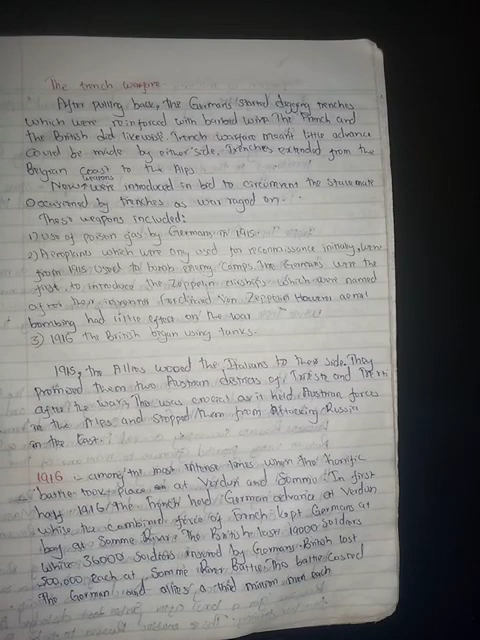 The trench warfare
After pulling back, the Germans started digging trenches
which were reinforced with barbed wire. The French and
the British did likewise. Trench warfare meant little advance
could be made by either side. Trenches extended from the
Belgian coast to the Alps
New weapons were introduced in bid to circumvent the stalemate
occasioned by trenches as war raged on.
These weapons included:
1) Use of poison gas by Germans in 1915.
2) Aeroplanes which were only used for reconnaissance initially, were
from 1915 used to bomb enemy camps. The Germans were the
first to introduce the Zeppelin airships which were named
after their inventor Ferdinand Von Zeppelin However aerial
bombing had little effect on the war
3) 1916 the British began using tanks.
1915, the Allies wooed the Italians to their side. They
promised them two Austrian districts of Trieste and
after the war. This was crucial as it held Austrian forces
in the Alps and stopped them from Attacking Russia
in the East.
1916 - among the most intense times when the horrific
battle took place at Verdun and Somme. In first
half 1916 the French held German advance at Verdun
while the combined force of French kept Germans at
bay at Somme River. The British lost 19000 soldiers
while 36000 soldiers injured by Germans. British lost
500,000 each at Somme River Battle. This battle costed
The German and allies a third million men each